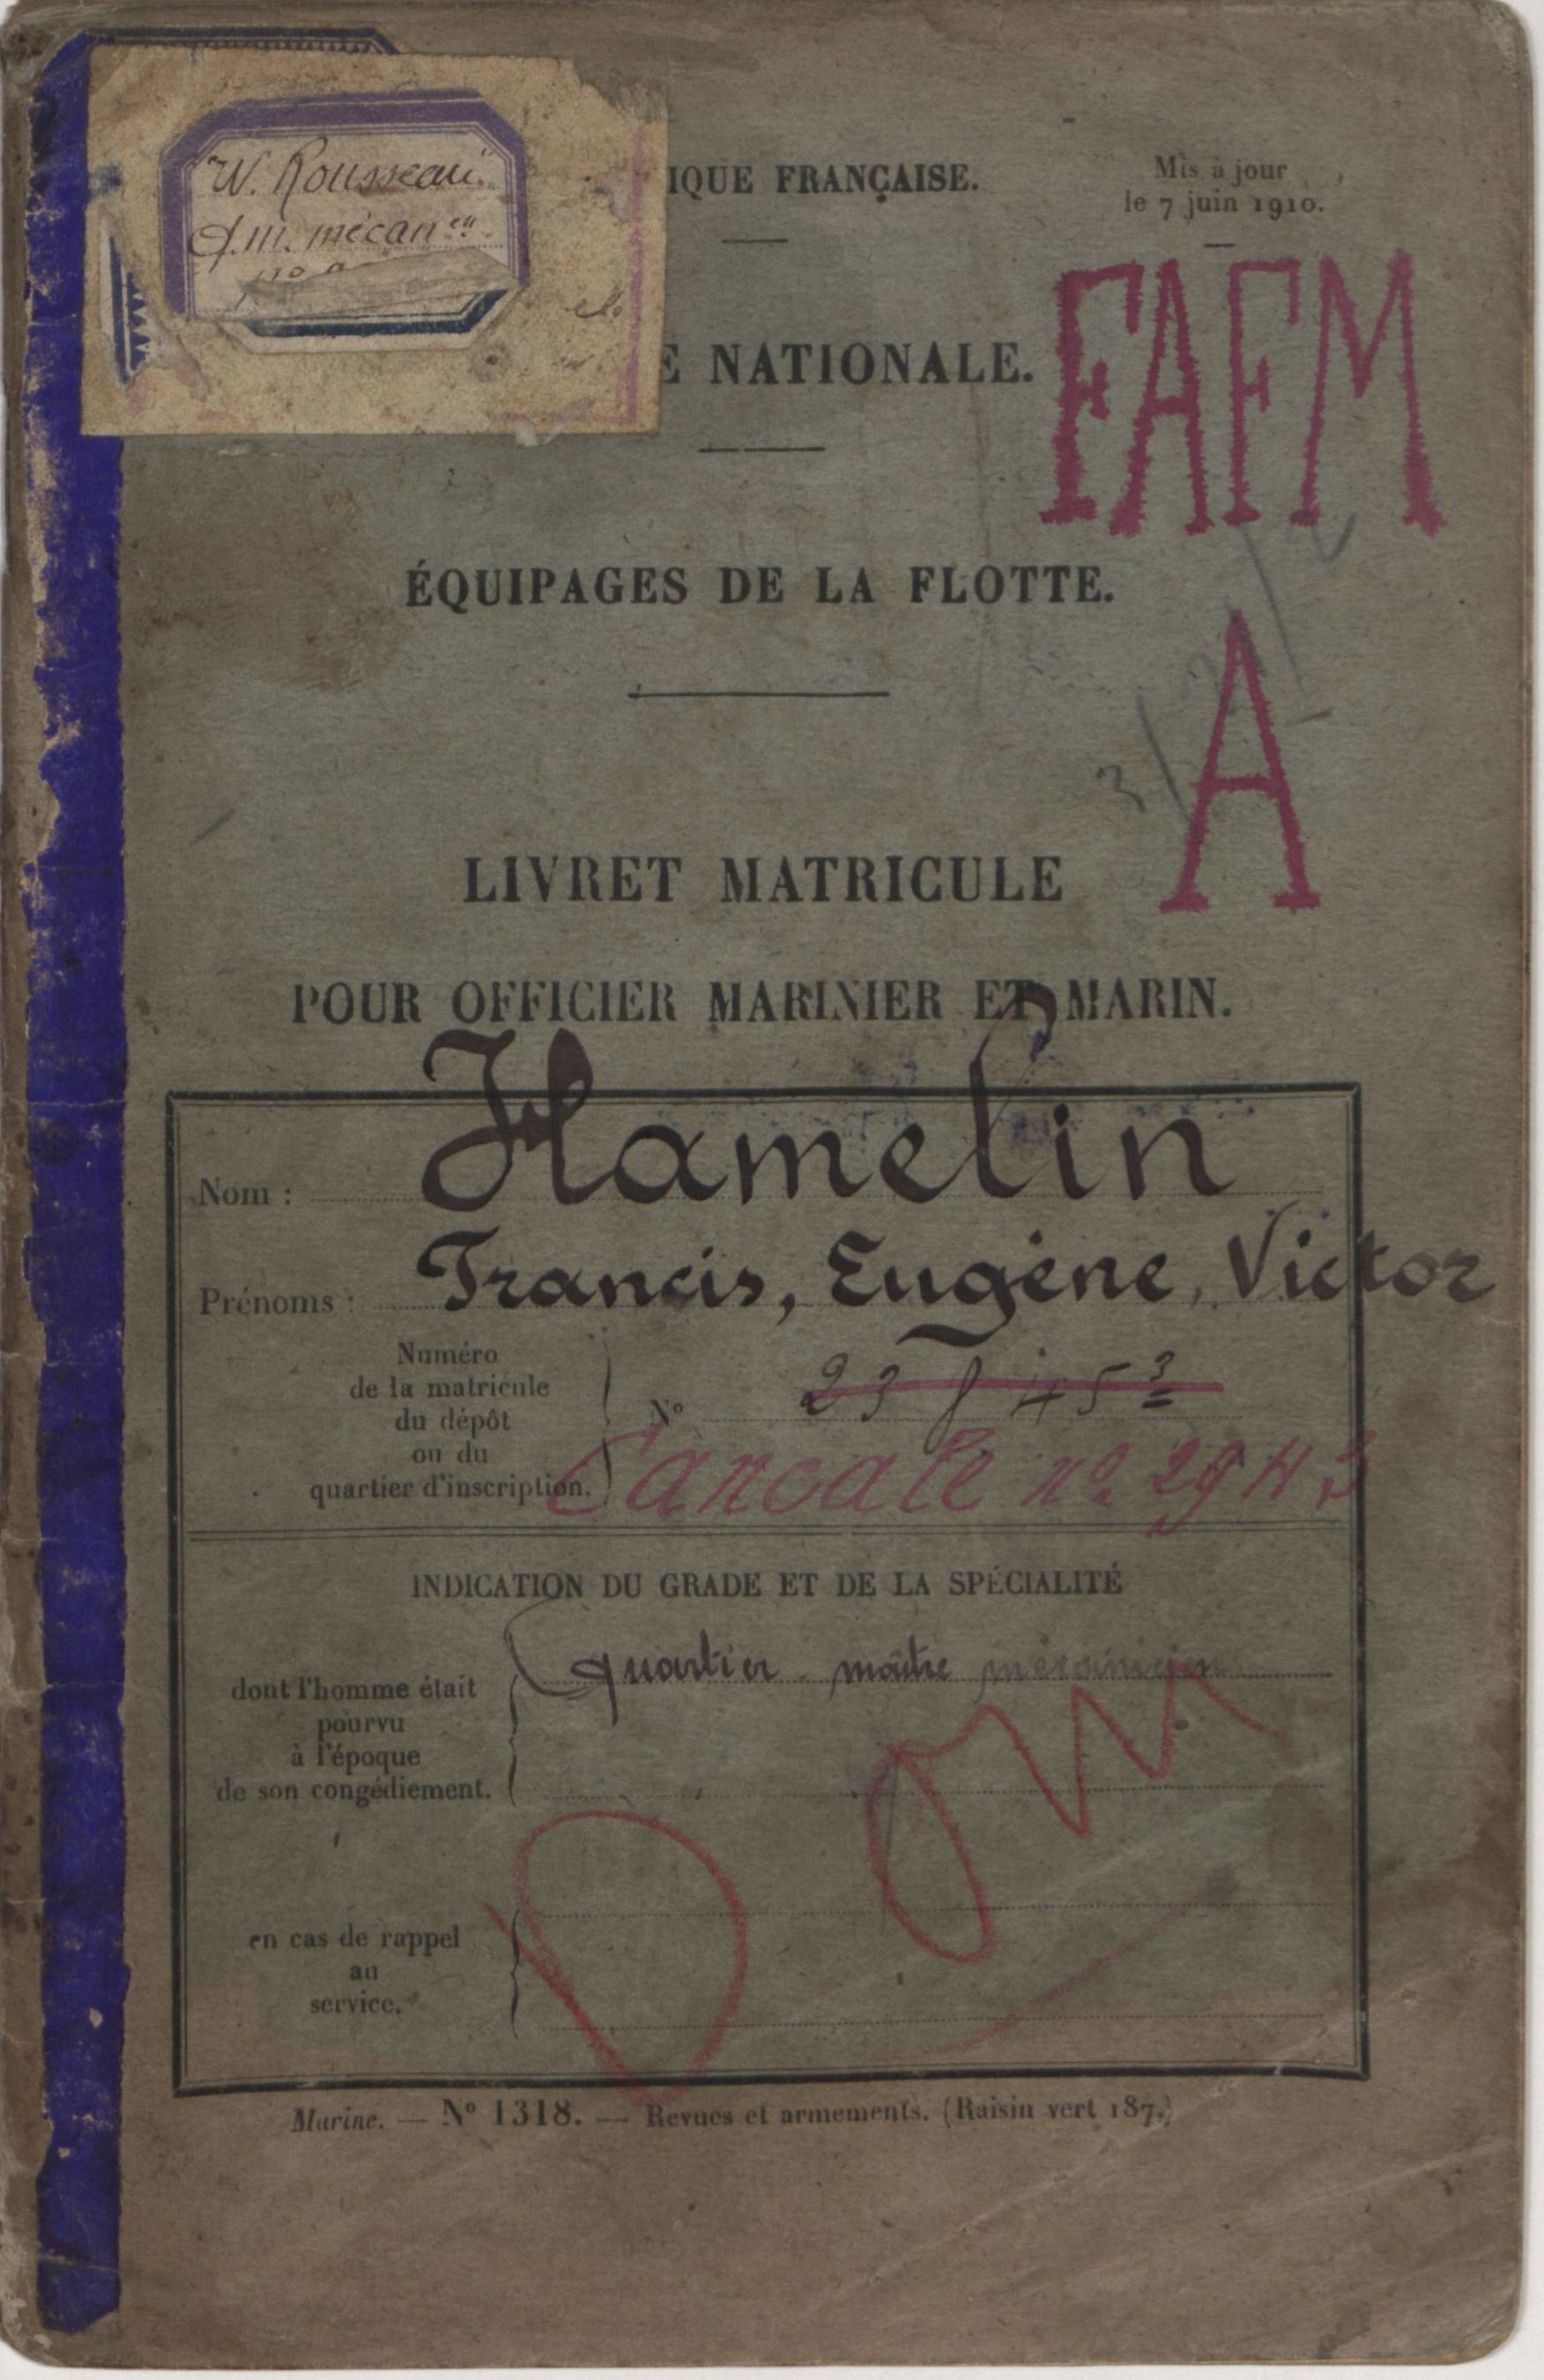 "W. Rousseau"
q.m. mécan en
IQUE FRANÇAISE.
Mis à jour
le 7 juin 1910.
E NATIONALE.
FAFM
ÉQUIPAGES DE LA FLOTTE.
A
LIVRET MATRICULE
POUR OFFICIER MARINIER ET MARIN.
Nom : Hamelin
Prénoms : Francis, Eugène, Victor
Numéro
de la matricule
du dépôt
ou du
quartier d'inscription.
N°
Cancale n° 2943
INDICATION DU GRADE ET DE LA SPÉCIALITÉ
Quartier-maître mécanicien
dont l'homme était
pourvu
à l'époque
de son congédiement.
en cas de rappel
au
service.
Marine. — N° 1318. — Revues et armements. (Raisin vert 187.)